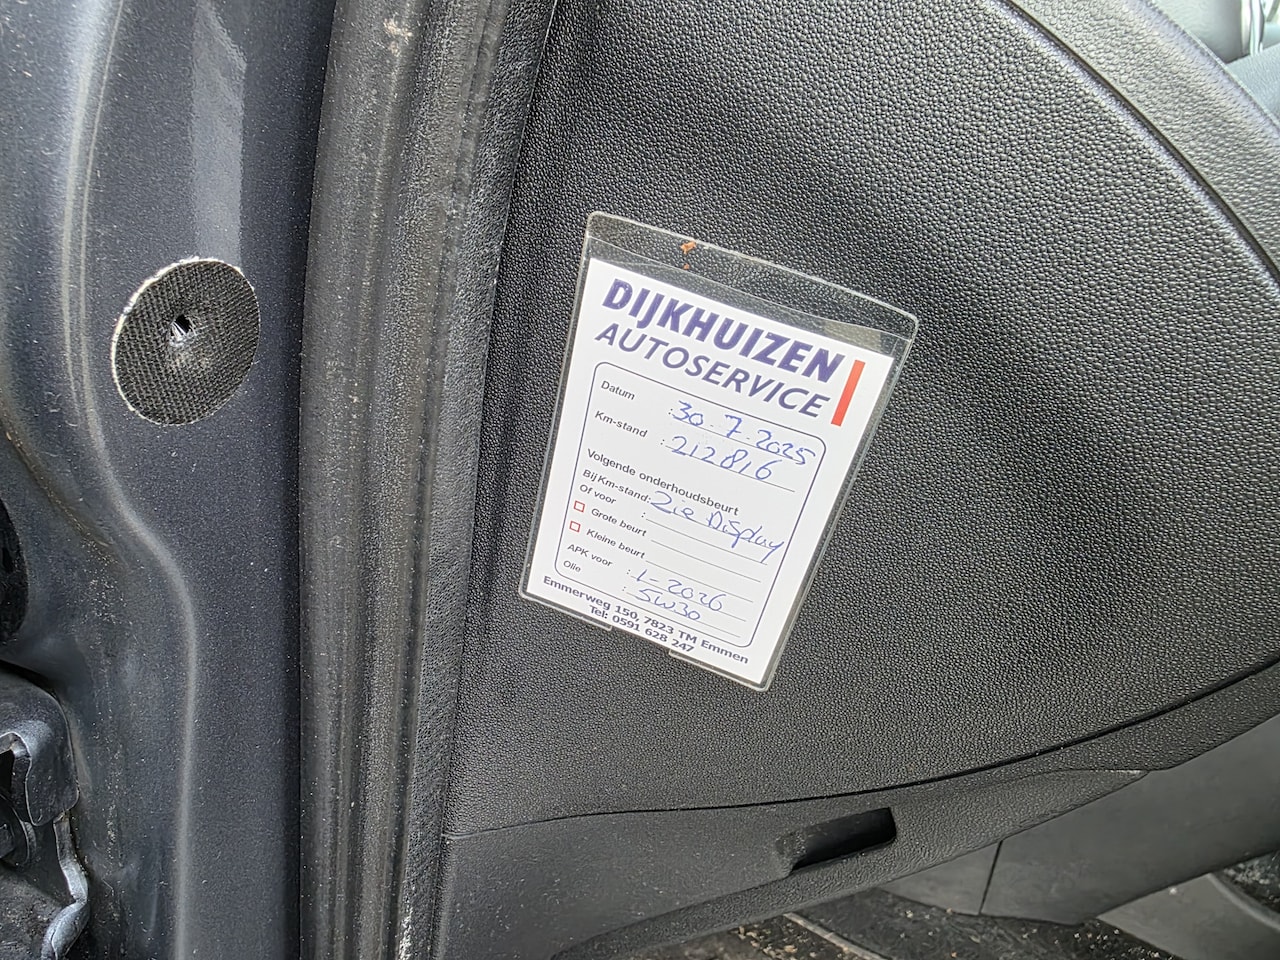 DIJKHUIZEN
AUTOSERVICE
Datum : 30-7-2025
Km-stand : 212816
Volgende onderhoudsbeurt
Bij Km-stand: Zie Display
Of voor :
Grote beurt
Kleine beurt
APK voor : 1-2026
Olie : 5W30
Emmerweg 150, 7823 TM Emmen
Tel: 0591 628 247